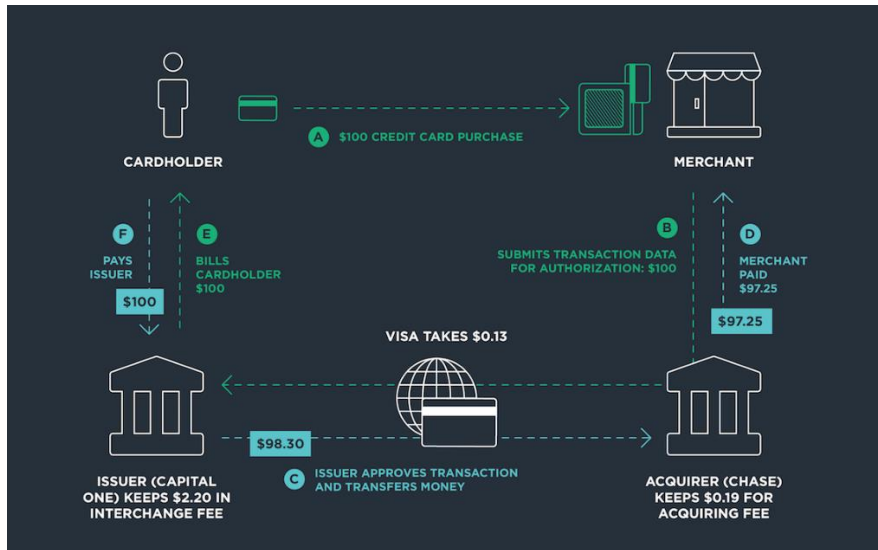 CARDHOLDER
A $100 CREDIT CARD PURCHASE
MERCHANT
F
PAYS
ISSUER
$100
E
BILLS
CARDHOLDER
$100
B
SUBMITS TRANSACTION DATA
FOR AUTHORIZATION: $100
D
MERCHANT
PAID
$97.25
$97.25
VISA TAKES $0.13
$98.30
C
ISSUER APPROVES TRANSACTION
AND TRANSFERS MONEY
ISSUER (CAPITAL
ONE) KEEPS $2.20 IN
INTERCHANGE FEE
ACQUIRER (CHASE)
KEEPS $0.19 FOR
ACQUIRING FEE